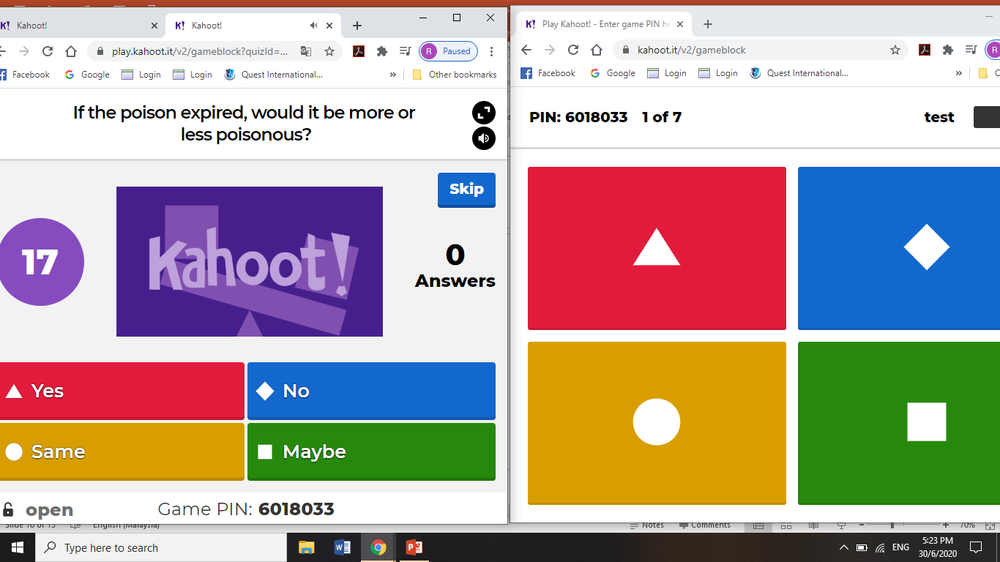 Kahoot!
Kahoot!
play.kahoot.it/v2/gameblock?quizId=...
R Paused
Facebook
Google
Login
Login
Quest International...
»
Other bookmarks
If the poison expired, would it be more or
less poisonous?
Skip
17
Kahoot!
0
Answers
Yes
No
Same
Maybe
open
Game PIN: 6018033
K! Play Kahoot! - Enter game PIN he
kahoot.it/v2/gameblock
R
Facebook
Google
Login
Login
Quest International...
»
PIN: 6018033 1 of 7
test
Slide 10 of 13
English (Malaysia)
Notes
Comments
70%
Type here to search
ENG
5:23 PM
30/6/2020